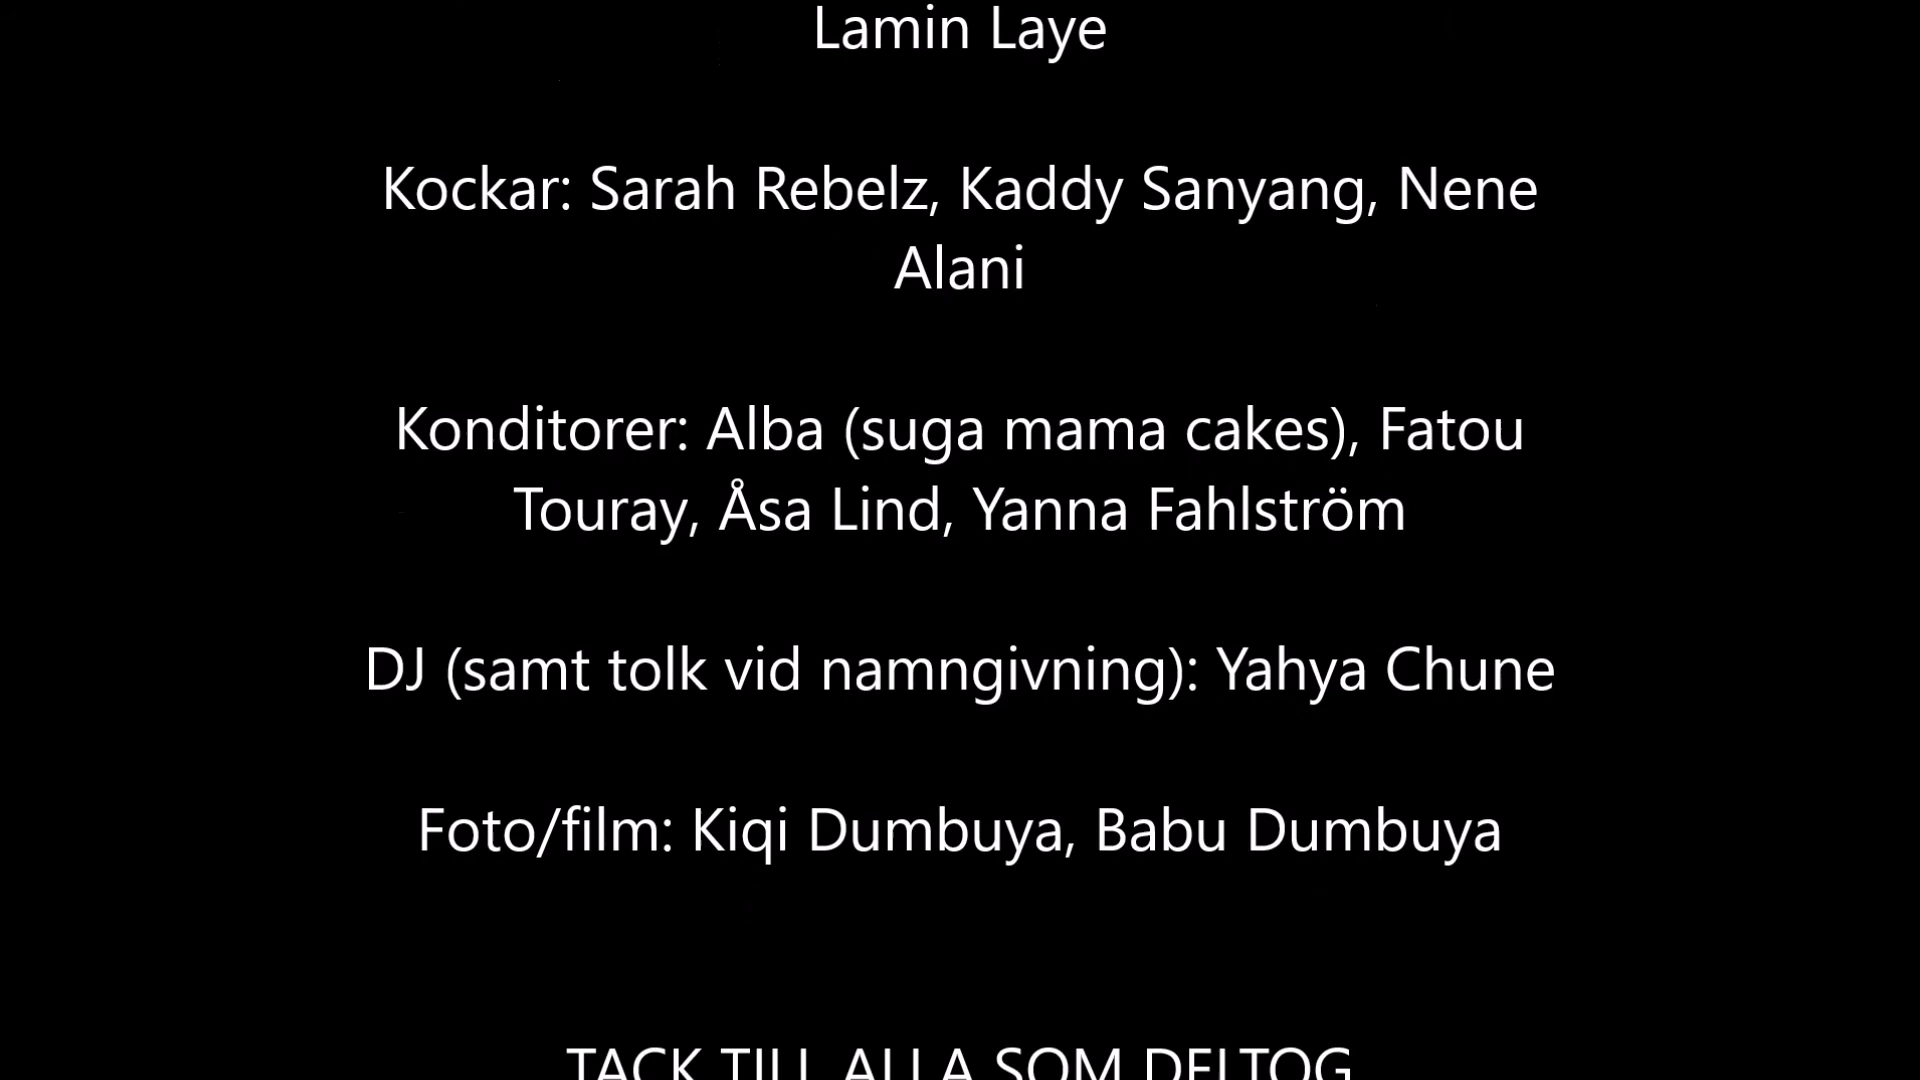 Lamin Laye
Kockar: Sarah Rebelz, Kaddy Sanyang, Nene
Alani
Konditorer: Alba (suga mama cakes), Fatou
Touray, Åsa Lind, Yanna Fahlström
DJ (samt tolk vid namngivning): Yahya Chune
Foto/film: Kiqi Dumbuya, Babu Dumbuya
TACK TILL ALLA SOM DELTOG